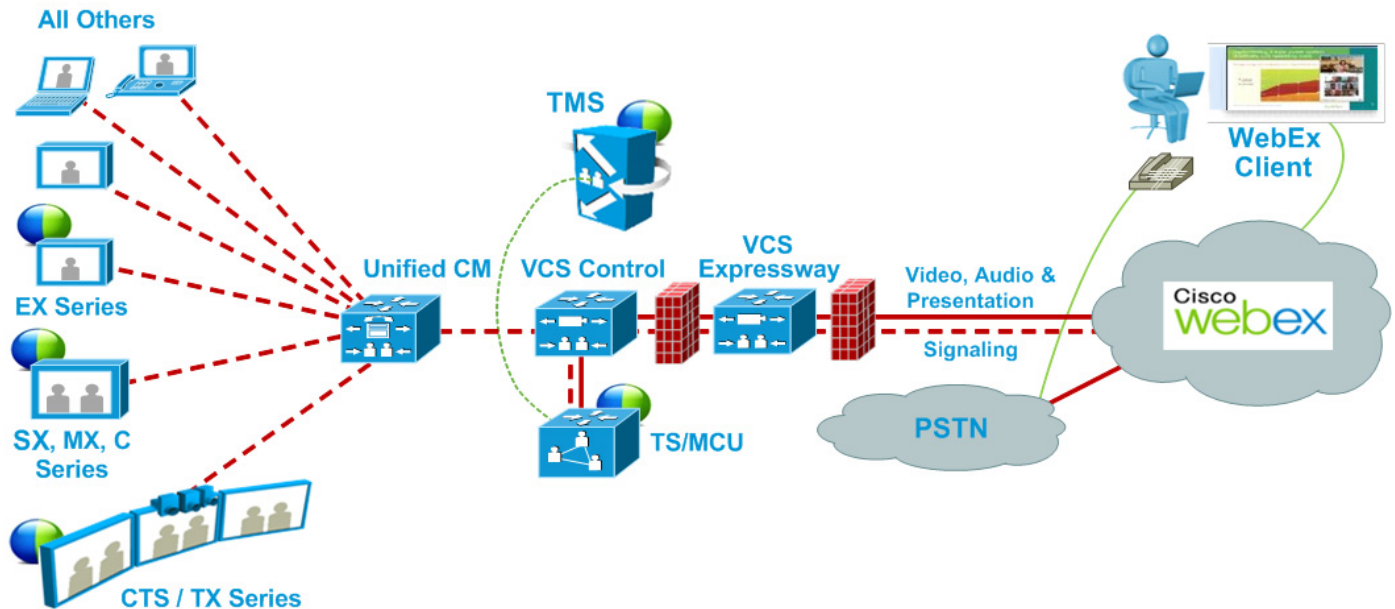 All Others
EX Series
SX, MX, C
Series
CTS / TX Series
Unified CM
TMS
VCS Control
TS/MCU
VCS
Expressway
Video, Audio &
Presentation
Signaling
PSTN
WebEx
Client
Cisco
webex